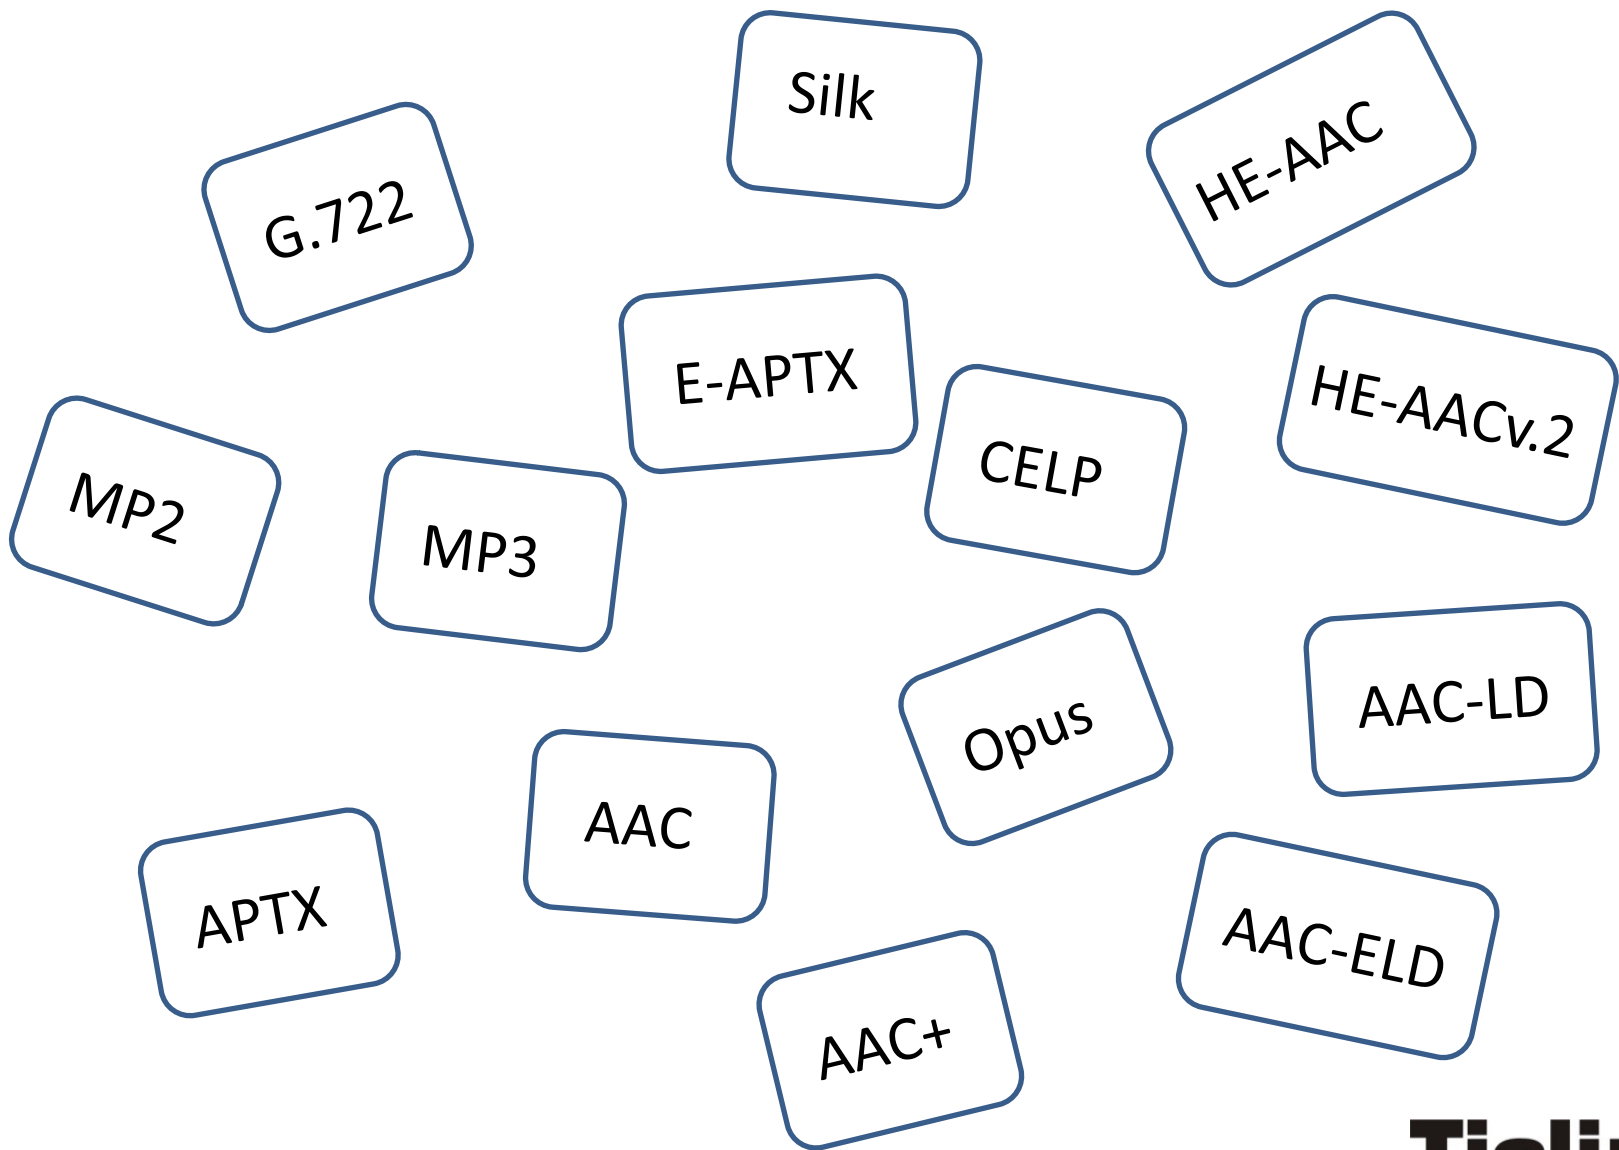 Silk
HE-AAC
G.722
E-APTX
HE-AACv.2
CELP
MP2
MP3
AAC-LD
Opus
AAC
APTX
AAC-ELD
AAC+